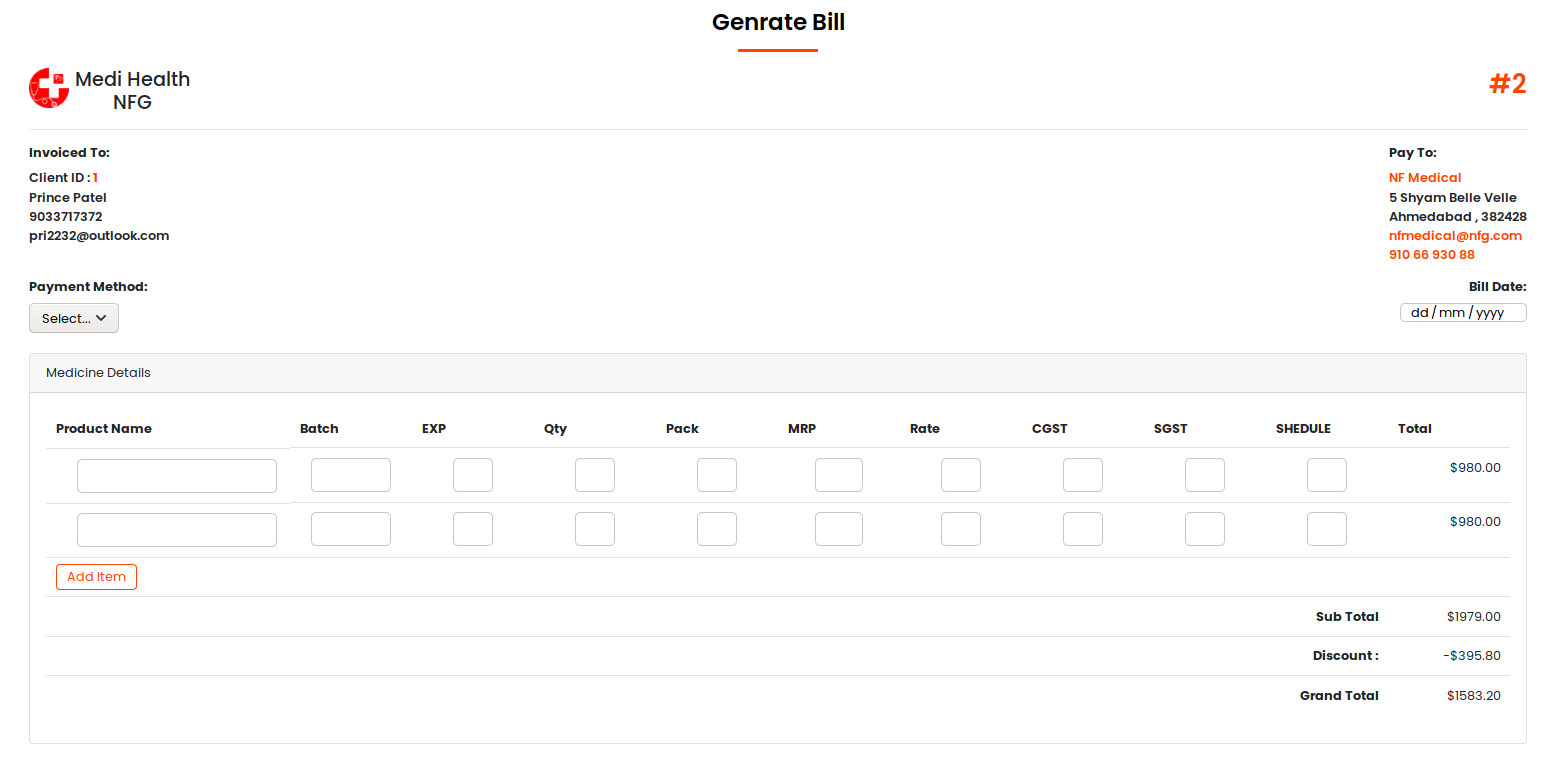 Genrate Bill
Medi Health
NFG
#2
Invoiced To:
Client ID : 1
Prince Patel
9033717372
pri2232@outlook.com
Pay To:
NF Medical
5 Shyam Belle Velle
Ahmedabad , 382428
nfmedical@nfg.com
910 66 930 88
Payment Method:
Select...
Bill Date:
dd / mm / yyyy
Medicine Details
Product Name Batch EXP Qty Pack MRP Rate CGST SGST SHEDULE Total
$980.00
$980.00
Add Item
Sub Total $1979.00
Discount : -$395.80
Grand Total $1583.20